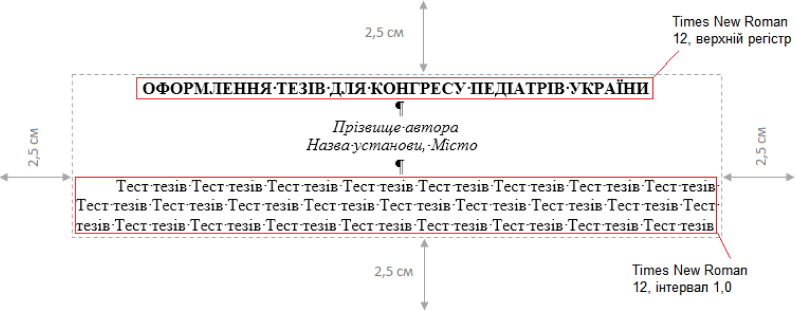 2,5 см
Times New Roman
12, верхній регістр
ОФОРМЛЕННЯ·ТЕЗІВ·ДЛЯ·КОНГРЕСУ·ПЕДІАТРІВ·УКРАЇНИ
¶
Прізвище·автора
Назва·установи,·Місто
¶
2,5 см
2,5 см
Тест·тезів·Тест·тезів·Тест·тезів·Тест·тезів·Тест·тезів·Тест·тезів·Тест·тезів·Тест·тезів·
Тест·тезів·Тест·тезів·Тест·тезів·Тест·тезів·Тест·тезів·Тест·тезів·Тест·тезів·Тест·тезів·Тест·
тезів·Тест·тезів·Тест·тезів·Тест·тезів·Тест·тезів·Тест·тезів·Тест·тезів·Тест·тезів·Тест·тезів
2,5 см
Times New Roman
12, інтервал 1,0